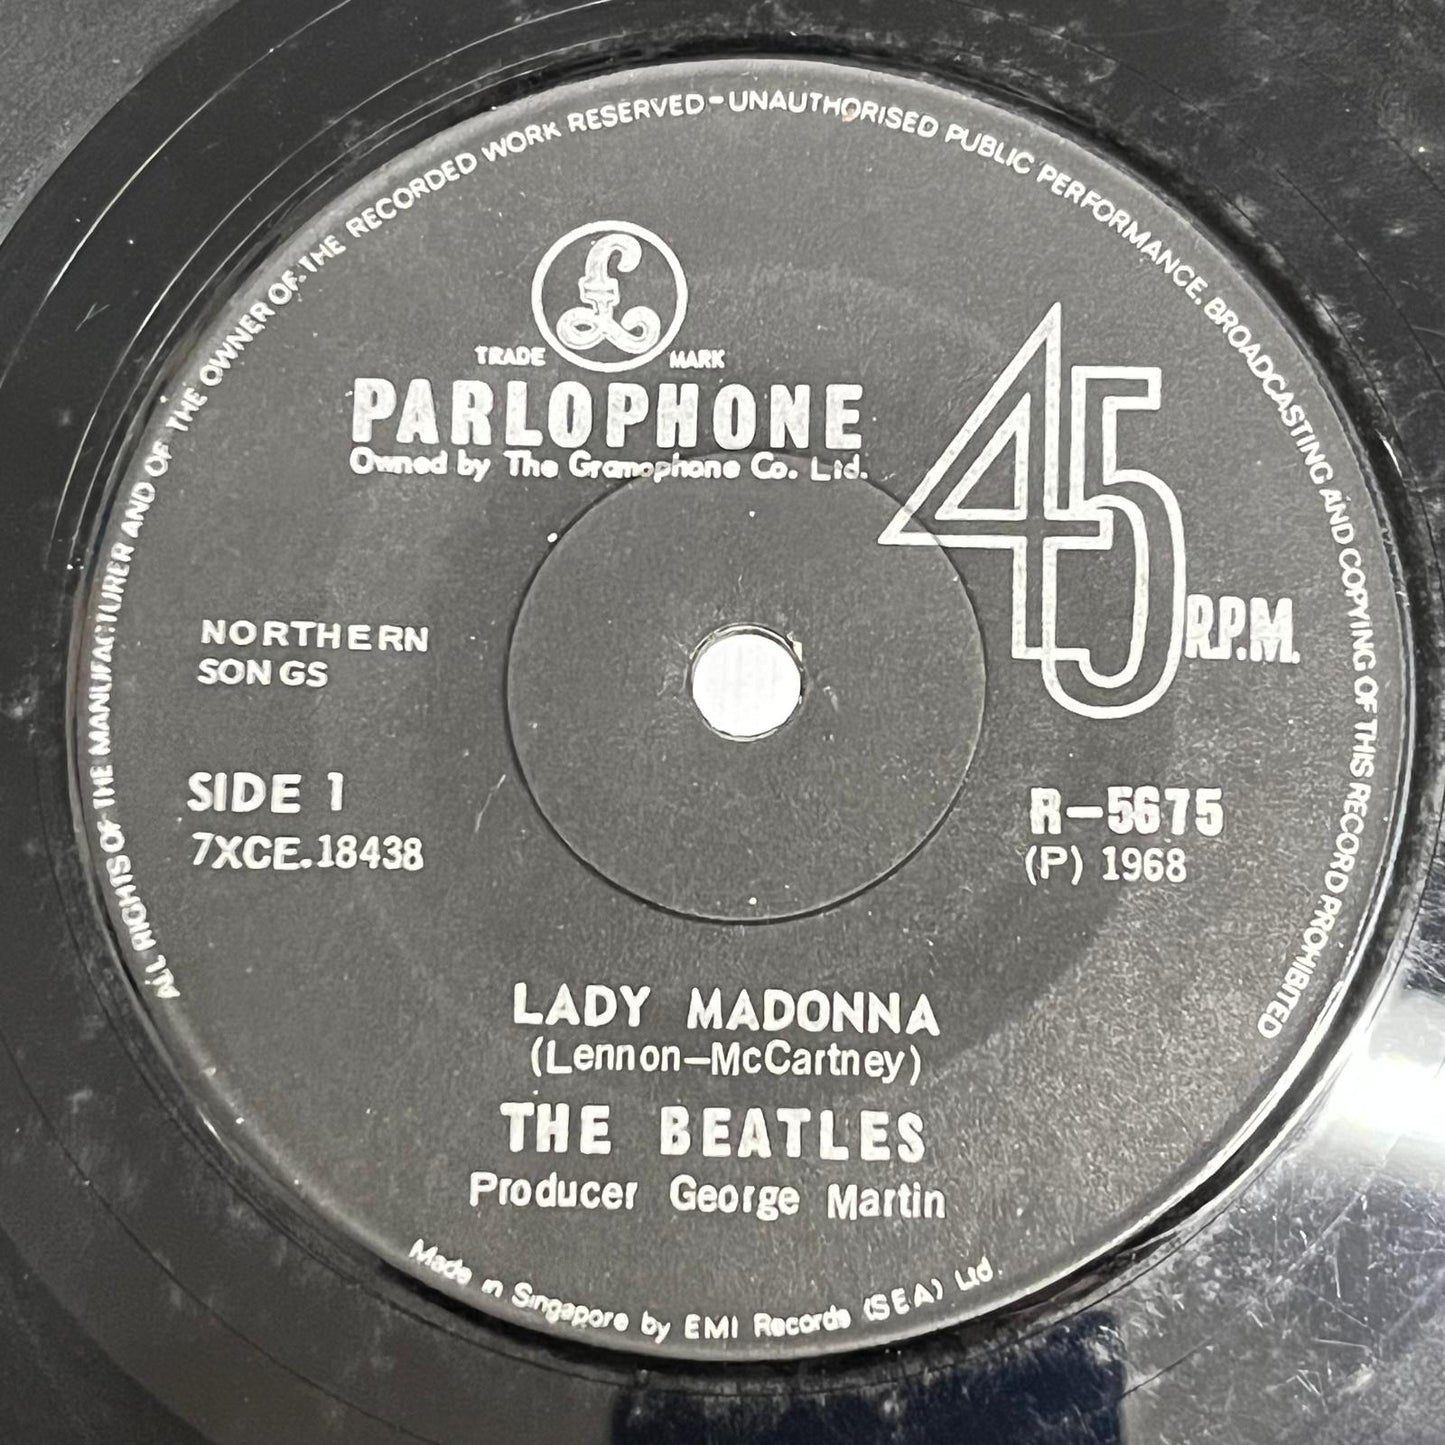 ALL RIGHTS OF THE MANUFACTURER AND OF THE OWNER OF THE RECORDED WORK RESERVED-UNAUTHORISED PUBLIC PERFORMANCE, BROADCASTING AND COPYING OF THIS RECORD PROHIBITED
£
TRADE MARK
PARLOPHONE
Owned by The Gramophone Co. Ltd.
45
R.P.M.
NORTHERN
SONGS
SIDE 1
7XCE.18438
R-5675
(P) 1968
LADY MADONNA
(Lennon-McCartney)
THE BEATLES
Producer George Martin
Made in Singapore by EMI Records (SEA) Ltd.